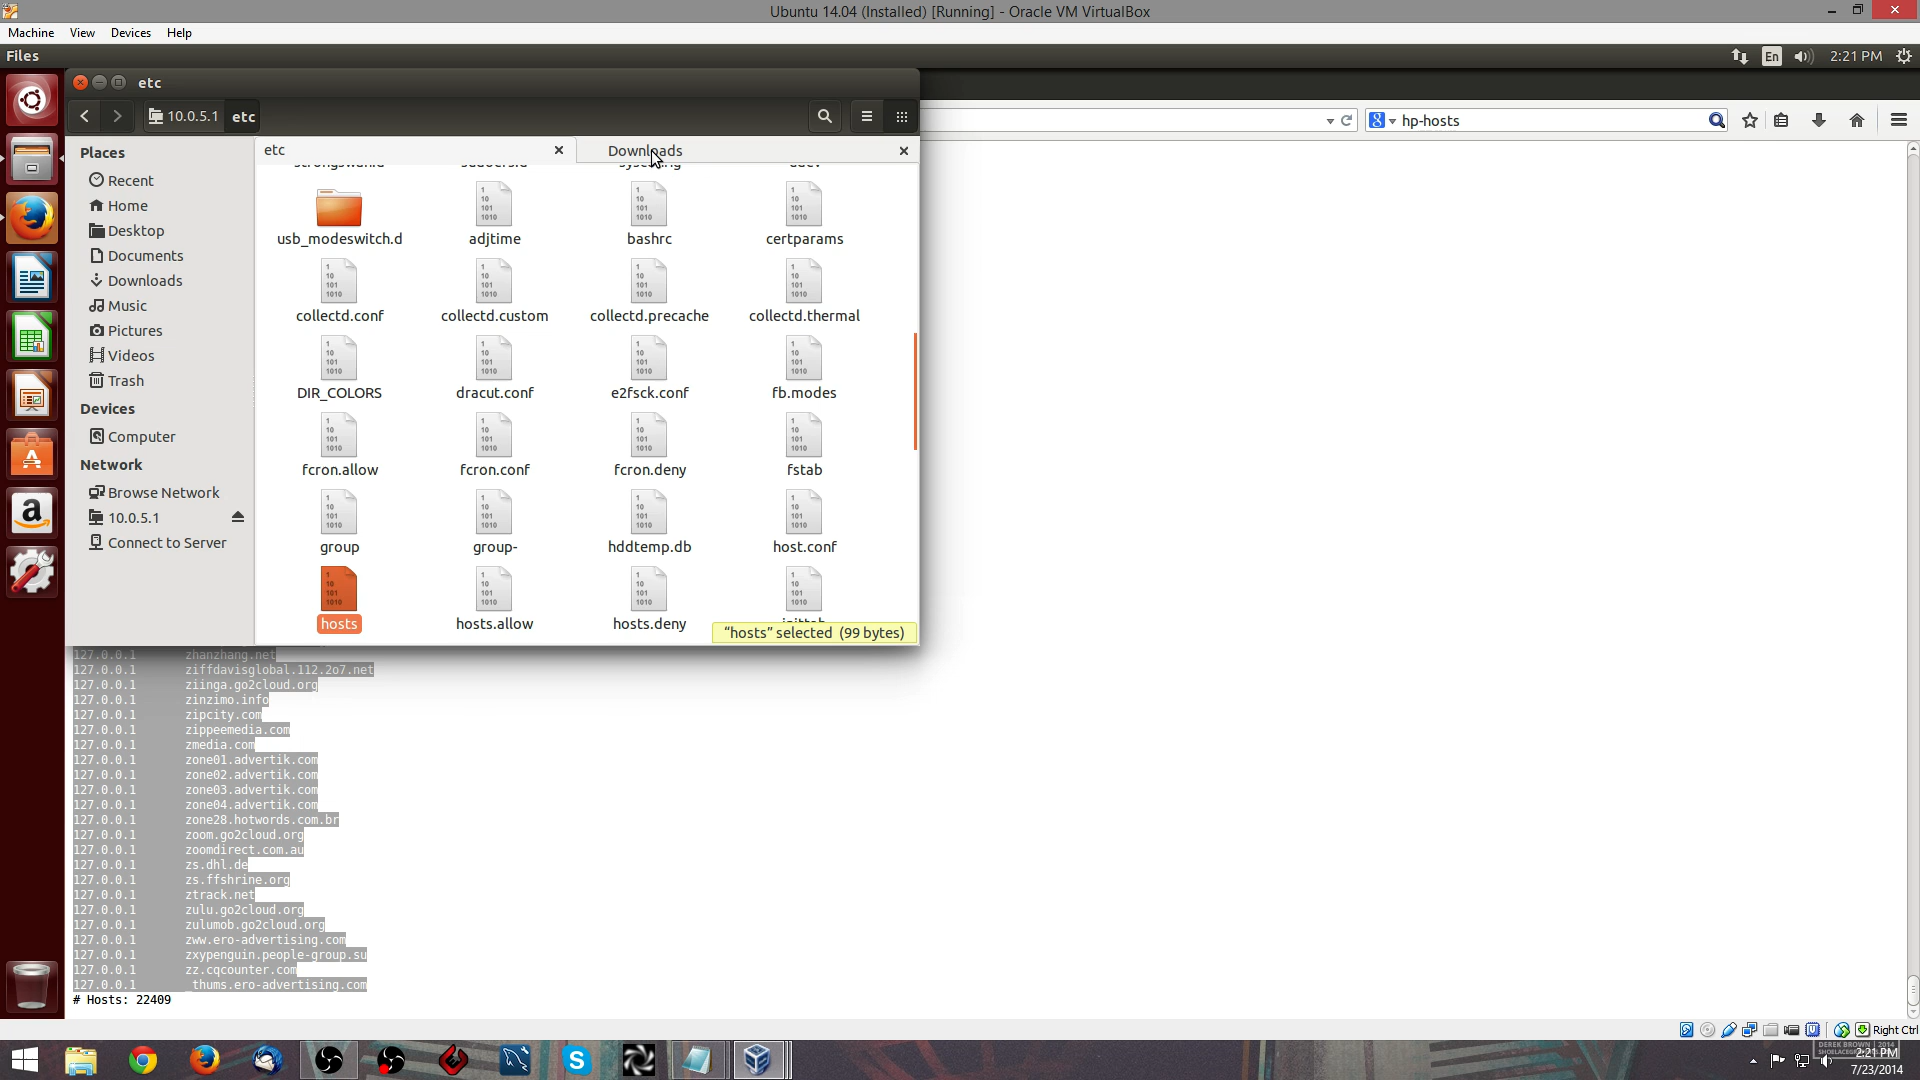 Ubuntu 14.04 (Installed) [Running] - Oracle VM VirtualBox
Machine View Devices Help
Files
En 2:21 PM
etc
10.0.5.1 etc
hp-hosts
etc
Downloads
Places
Recent
Home
Desktop
Documents
Downloads
Music
Pictures
Videos
Trash
Devices
Computer
Network
Browse Network
10.0.5.1
Connect to Server
usb_modeswitch.d adjtime bashrc certparams
collectd.conf collectd.custom collectd.precache collectd.thermal
DIR_COLORS dracut.conf e2fsck.conf fb.modes
fcron.allow fcron.conf fcron.deny fstab
group group- hddtemp.db host.conf
hosts hosts.allow hosts.deny
"hosts" selected (99 bytes)
127.0.0.1 zhanzhang.net
127.0.0.1 ziffdavisglobal.112.2o7.net
127.0.0.1 ziinga.go2cloud.org
127.0.0.1 zinzimo.info
127.0.0.1 zipcity.com
127.0.0.1 zippeemedia.com
127.0.0.1 zmedia.com
127.0.0.1 zone01.advertik.com
127.0.0.1 zone02.advertik.com
127.0.0.1 zone03.advertik.com
127.0.0.1 zone04.advertik.com
127.0.0.1 zone28.hotwords.com.br
127.0.0.1 zoom.go2cloud.org
127.0.0.1 zoomdirect.com.au
127.0.0.1 zs.dhl.de
127.0.0.1 zs.ffshrine.org
127.0.0.1 ztrack.net
127.0.0.1 zulu.go2cloud.org
127.0.0.1 zulumob.go2cloud.org
127.0.0.1 zww.ero-advertising.com
127.0.0.1 zxypenguin.people-group.su
127.0.0.1 zz.cqcounter.com
127.0.0.1 _thums.ero-advertising.com
# Hosts: 22409
Right Ctrl
DEREK BROWN | 2014
2:21 PM
7/23/2014